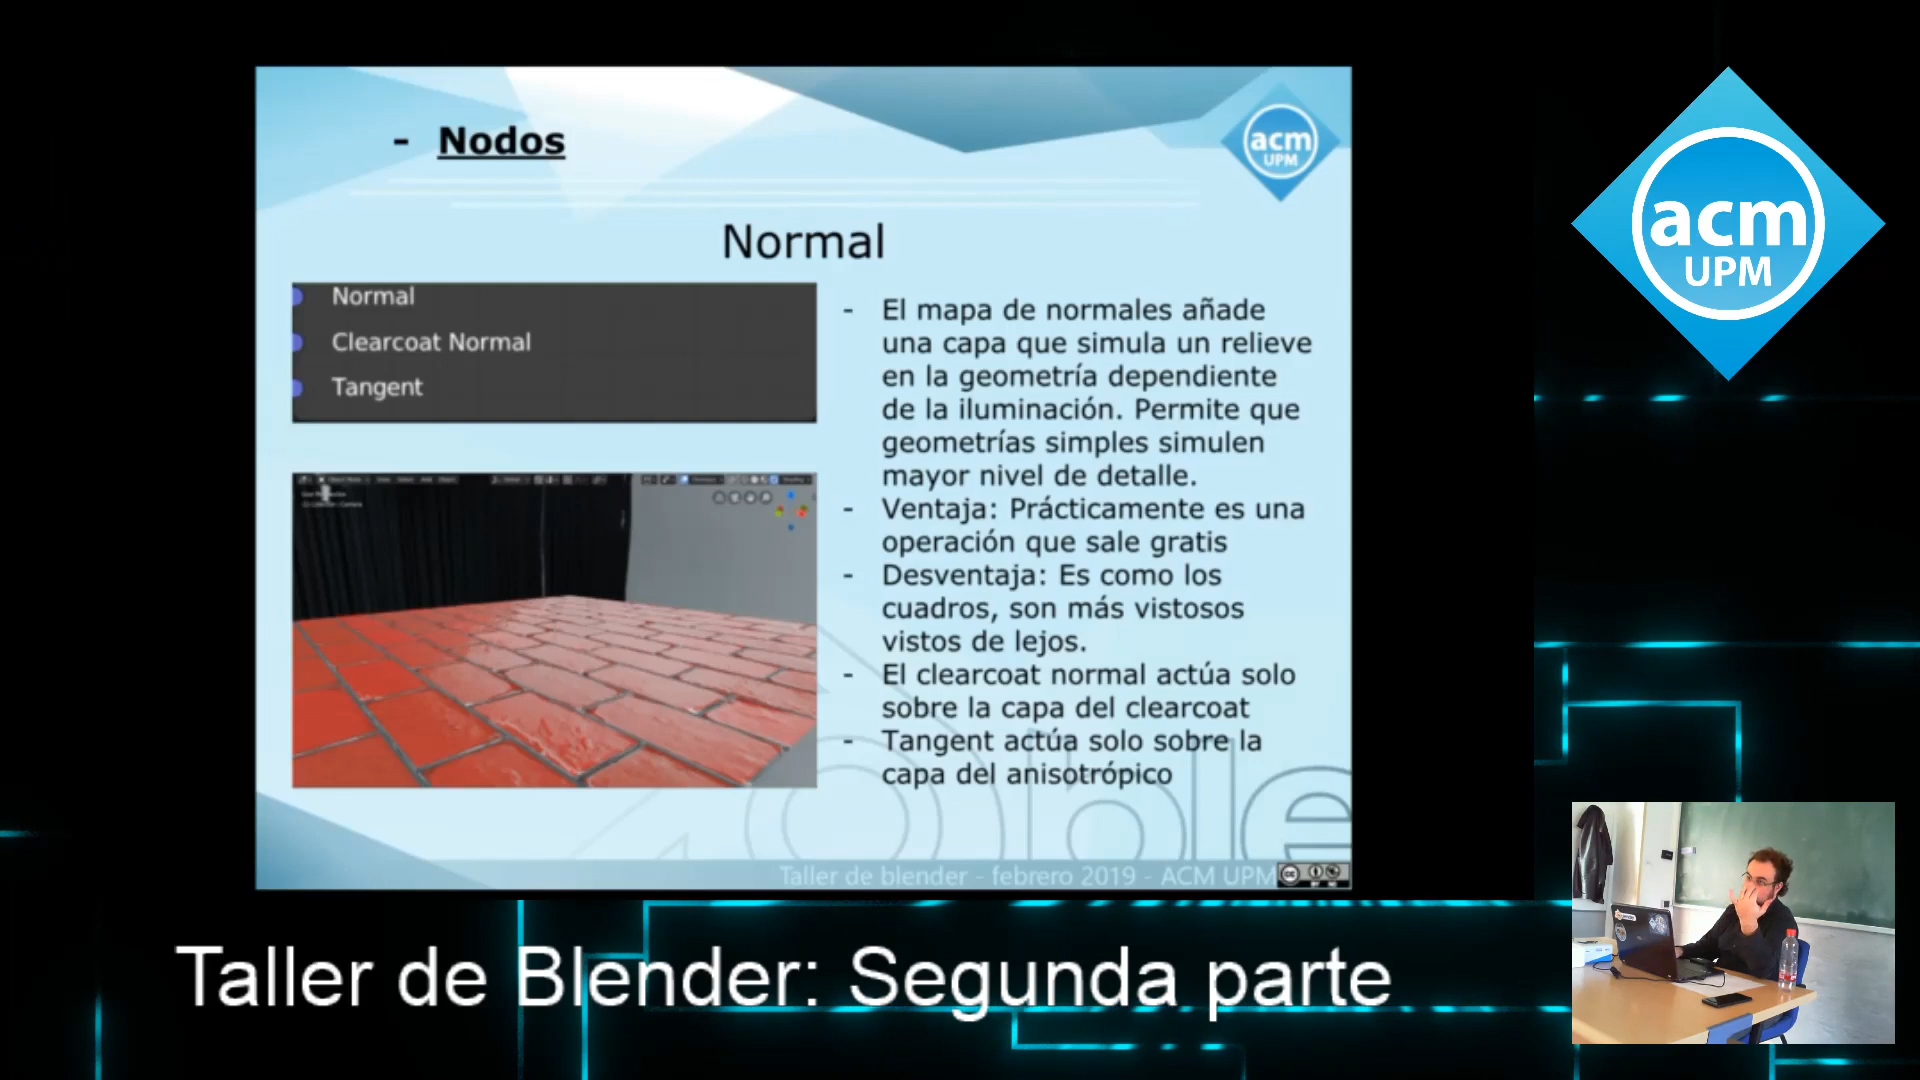 - Nodos
acm
UPM
Normal
Normal
Clearcoat Normal
Tangent
- El mapa de normales añade
una capa que simula un relieve
en la geometría dependiente
de la iluminación. Permite que
geometrías simples simulen
mayor nivel de detalle.
- Ventaja: Prácticamente es una
operación que sale gratis
- Desventaja: Es como los
cuadros, son más vistosos
vistos de lejos.
- El clearcoat normal actúa solo
sobre la capa del clearcoat
- Tangent actúa solo sobre la
capa del anisotrópico
ble
Taller de blender - febrero 2019 - ACM UPM
cc
acm
UPM
Taller de Blender: Segunda parte